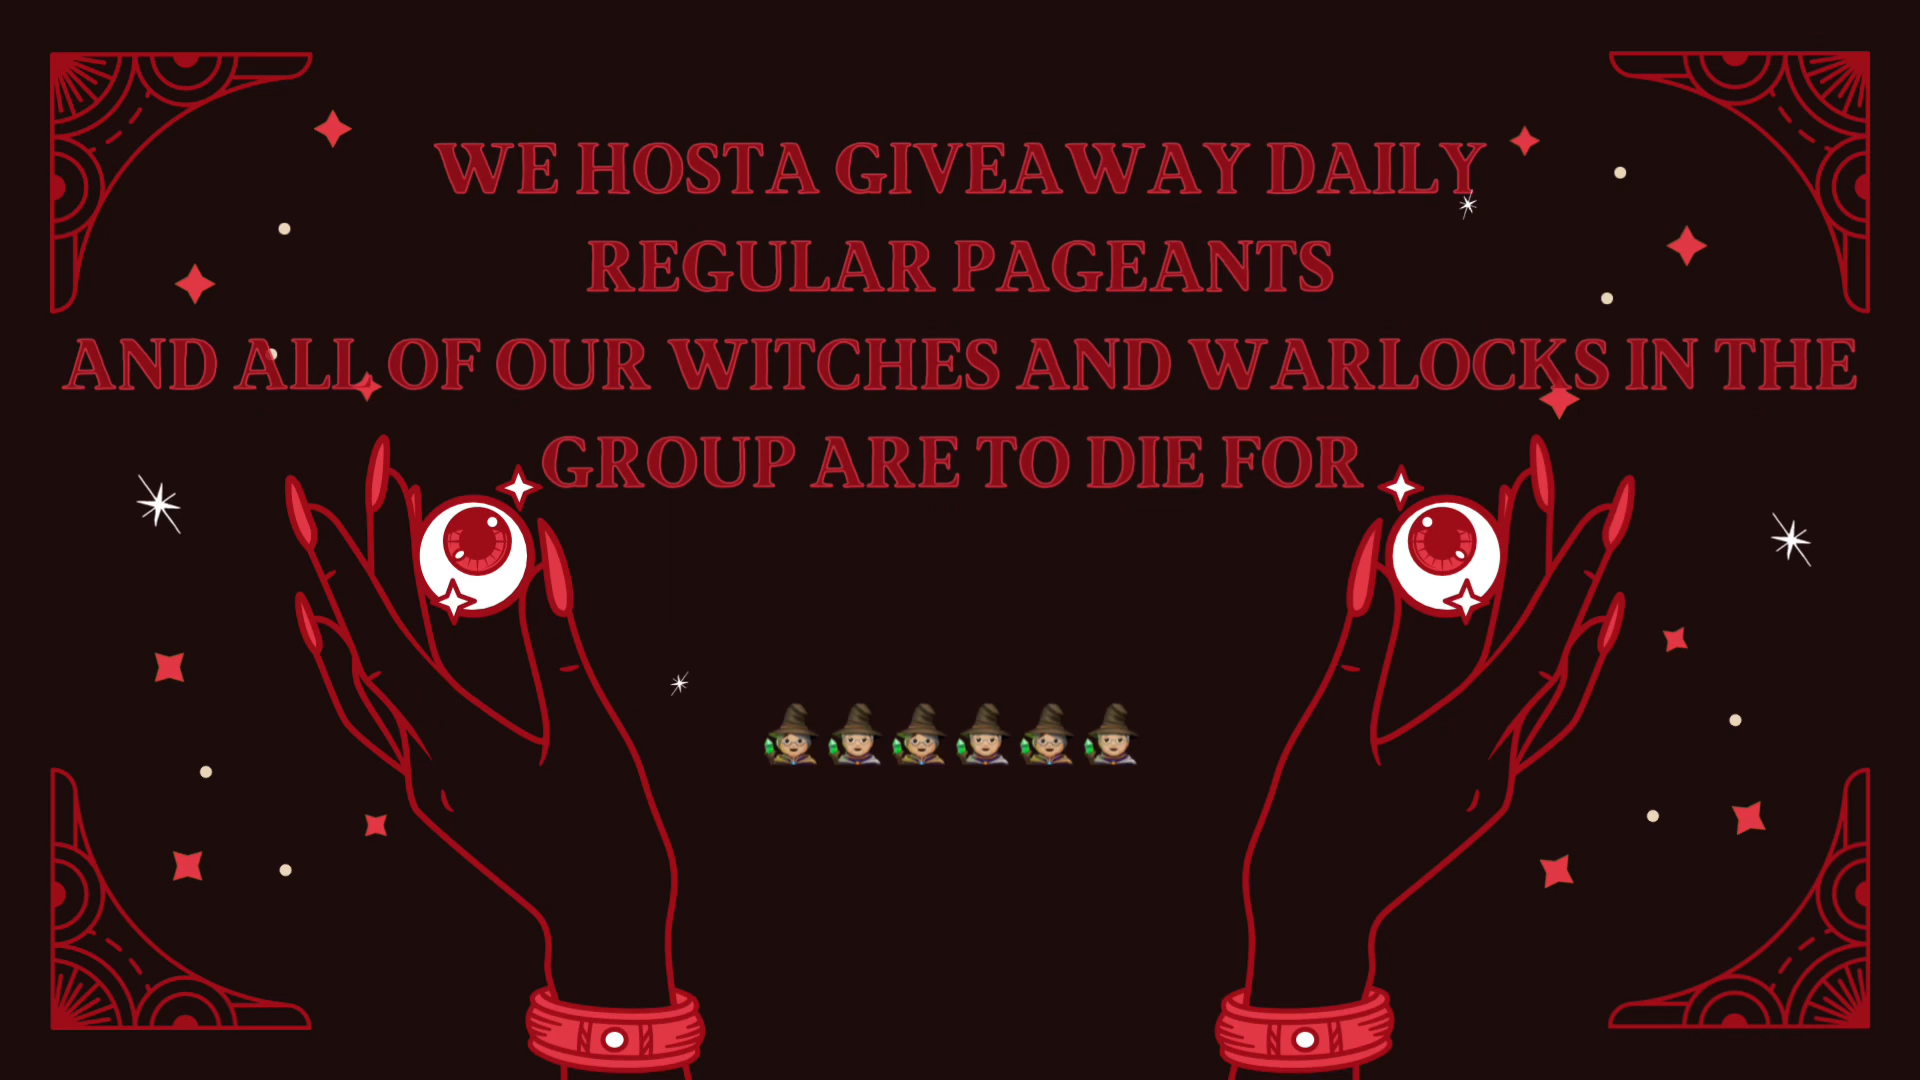 WE HOSTA GIVEAWAY DAILY
REGULAR PAGEANTS
AND ALL OF OUR WITCHES AND WARLOCKS IN THE
GROUP ARE TO DIE FOR